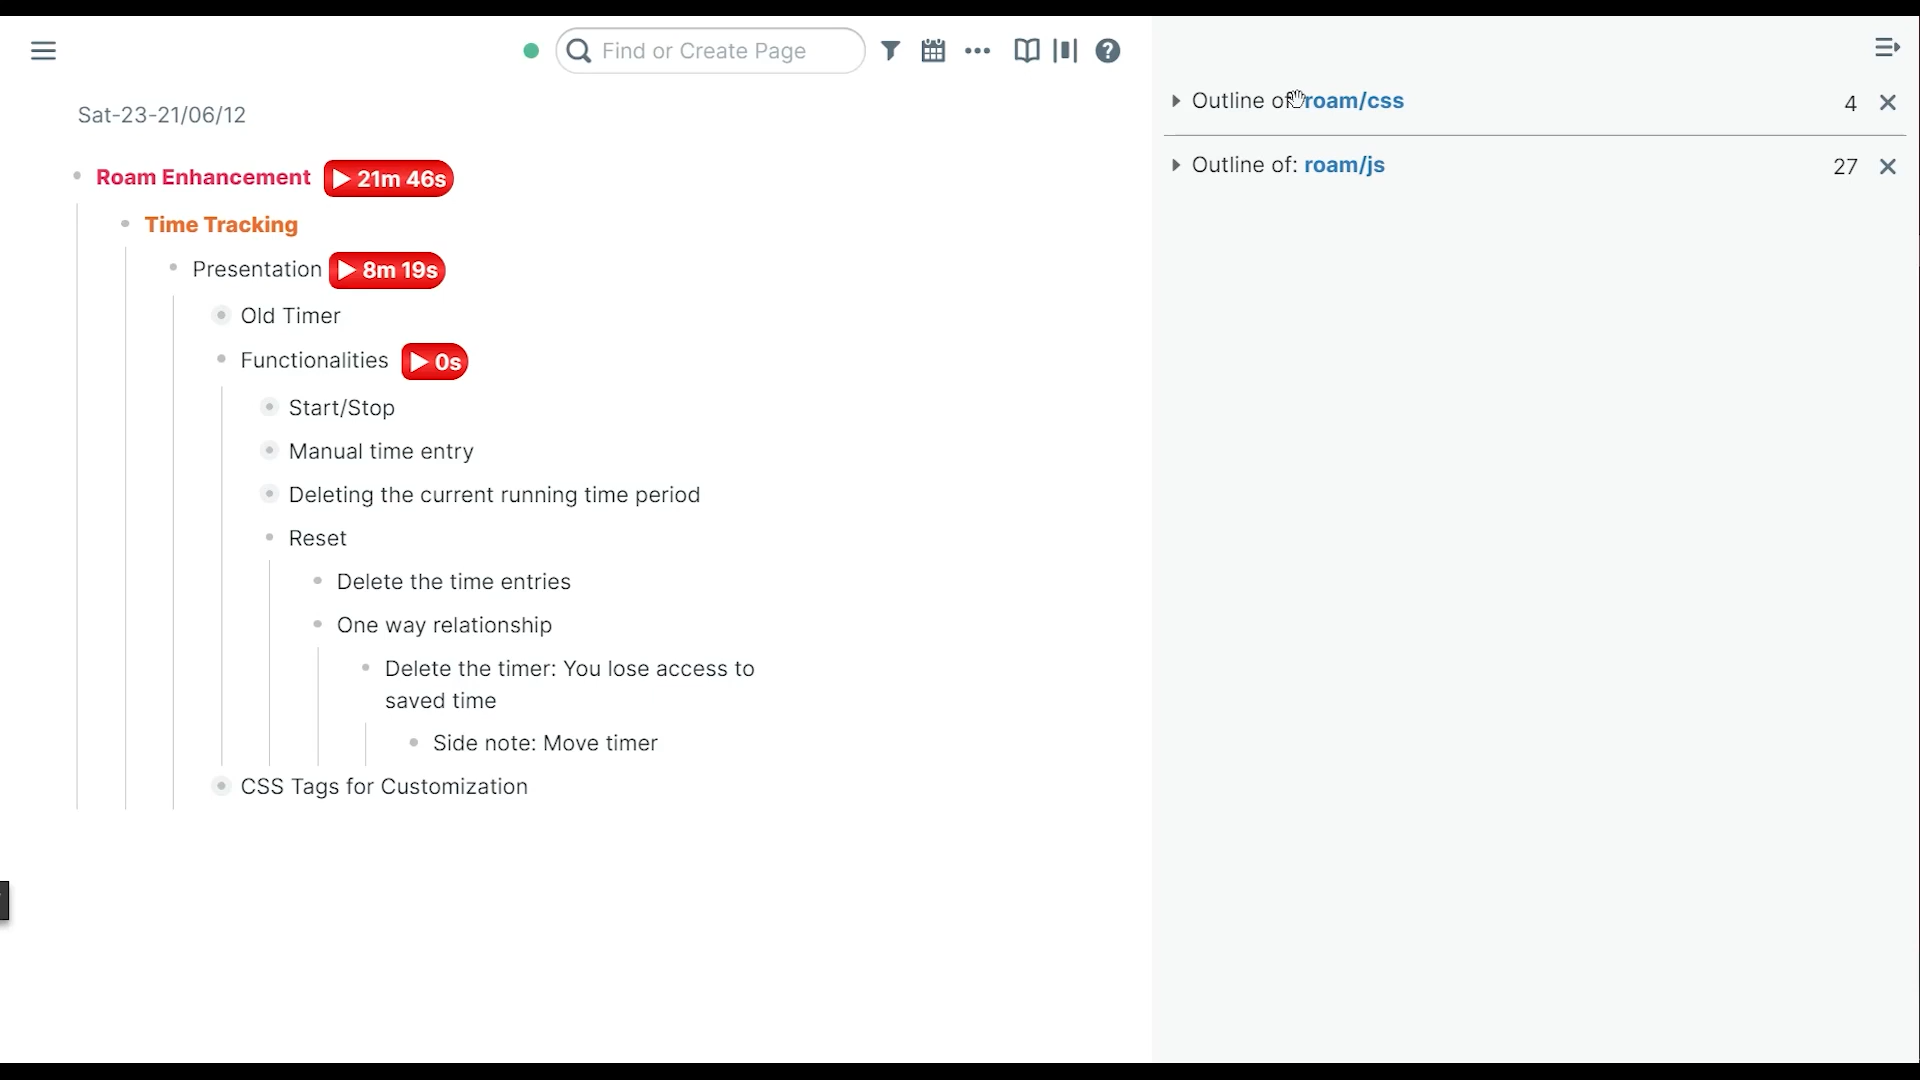 Find or Create Page
Sat-23-21/06/12
Roam Enhancement 21m 46s
Time Tracking
Presentation 8m 19s
Old Timer
Functionalities 0s
Start/Stop
Manual time entry
Deleting the current running time period
Reset
Delete the time entries
One way relationship
Delete the timer: You lose access to
saved time
Side note: Move timer
CSS Tags for Customization
Outline of: roam/css 4
Outline of: roam/js 27